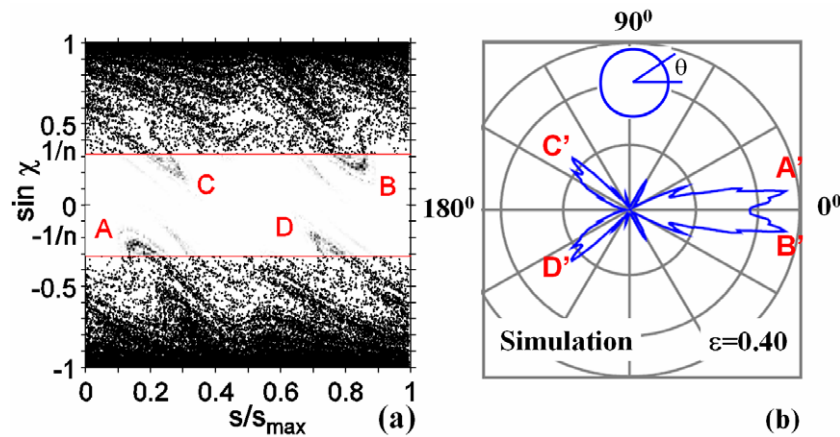 1
0.5
1/n
0
-1/n
-0.5
-1
sin χ
A
B
C
D
0 0.2 0.4 0.6 0.8 1
s/s_max
(a)
90⁰
θ
C’
A’
180⁰
0⁰
B’
D’
Simulation ε=0.40
(b)